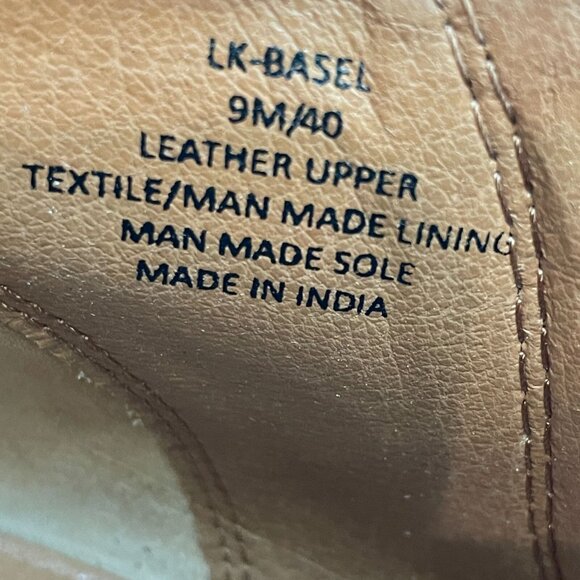 LK-BASEL
9M/40
LEATHER UPPER
TEXTILE/MAN MADE LINING
MAN MADE SOLE
MADE IN INDIA